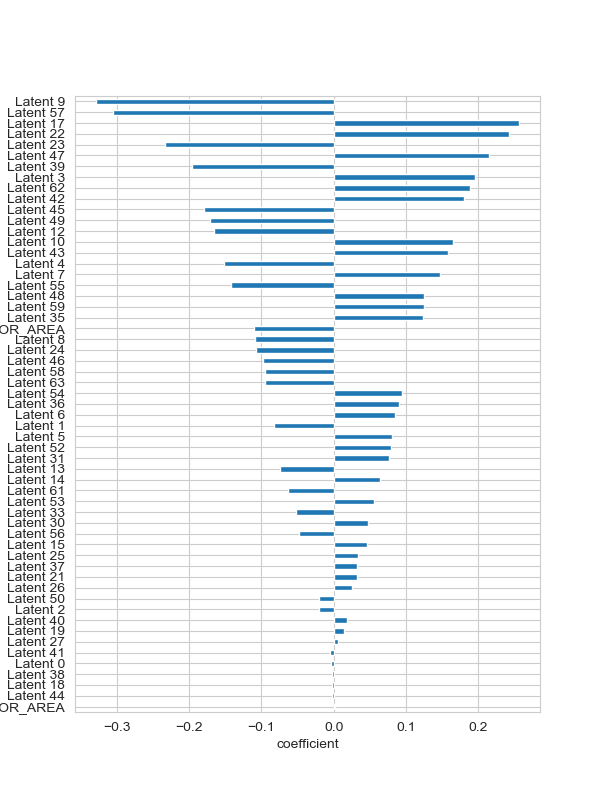 Latent 9
Latent 57
Latent 17
Latent 22
Latent 23
Latent 47
Latent 39
Latent 3
Latent 62
Latent 42
Latent 45
Latent 49
Latent 12
Latent 10
Latent 43
Latent 4
Latent 7
Latent 55
Latent 48
Latent 59
Latent 35
OR_AREA
Latent 8
Latent 24
Latent 46
Latent 58
Latent 63
Latent 54
Latent 36
Latent 6
Latent 1
Latent 5
Latent 52
Latent 31
Latent 13
Latent 14
Latent 61
Latent 53
Latent 33
Latent 30
Latent 56
Latent 15
Latent 25
Latent 37
Latent 21
Latent 26
Latent 50
Latent 2
Latent 40
Latent 19
Latent 27
Latent 41
Latent 0
Latent 38
Latent 18
Latent 44
OR_AREA
−0.3 −0.2 −0.1 0.0 0.1 0.2
coefficient